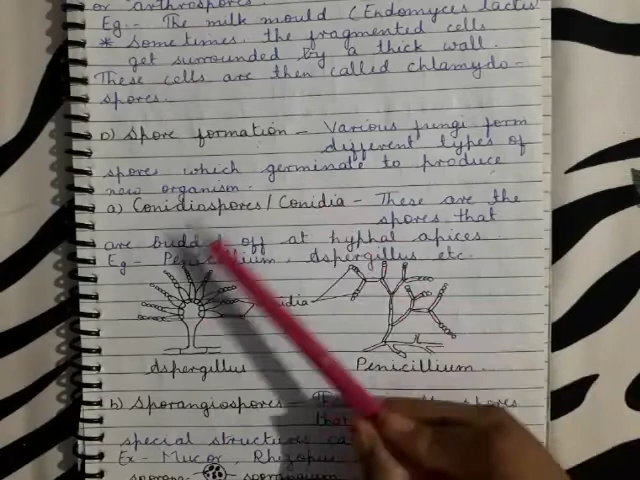 or arthrospores.
Eg:- The milk mould (Endomyces lactis
* Sometimes the fragmented cells
get surrounded by a thick wall.
These cells are then called chlamydo-
spores.
c) Spore formation - Various fungi form
different types of
spores which germinate to produce
new organism.
a) Conidiospores/Conidia - These are the
spores that
are budded off at hyphal apices
Eg - Penicillium, Aspergillus etc.
Aspergillus
Penicillium.
b) Sporangiospores - spores
special structures
Ex - Mucor, Rhizopus
sporangium